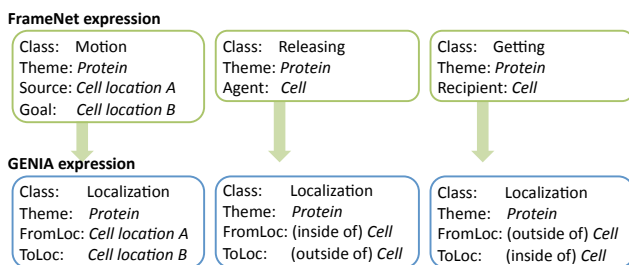 FrameNet expression
Class: Motion
Theme: Protein
Source: Cell location A
Goal: Cell location B
Class: Releasing
Theme: Protein
Agent: Cell
Class: Getting
Theme: Protein
Recipient: Cell
GENIA expression
Class: Localization
Theme: Protein
FromLoc: Cell location A
ToLoc: Cell location B
Class: Localization
Theme: Protein
FromLoc: (inside of) Cell
ToLoc: (outside of) Cell
Class: Localization
Theme: Protein
FromLoc: (outside of) Cell
ToLoc: (inside of) Cell